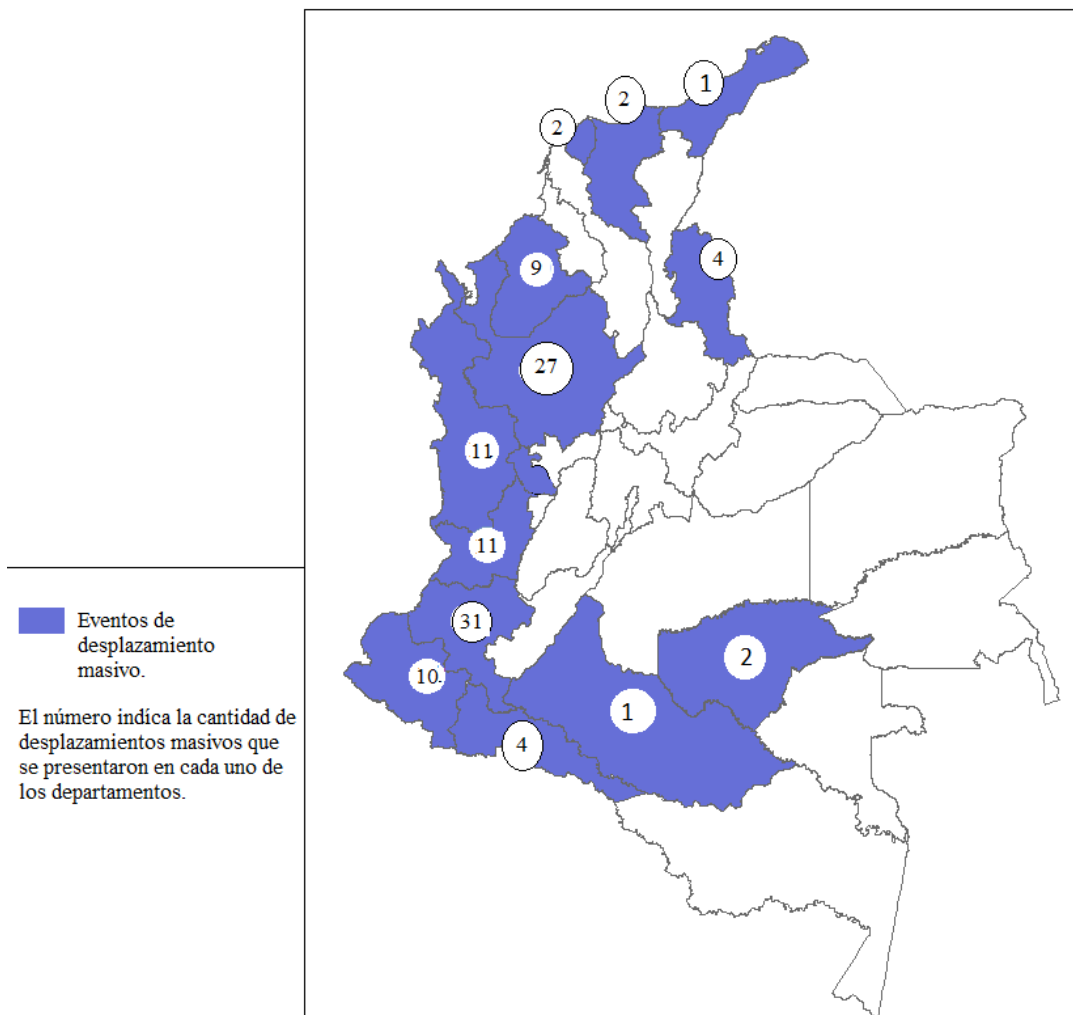 1
2
2
4
9
27
11
11
31
2
10.
1
4
Eventos de
desplazamiento
masivo.
El número indica la cantidad de
desplazamientos masivos que
se presentaron en cada uno de
los departamentos.